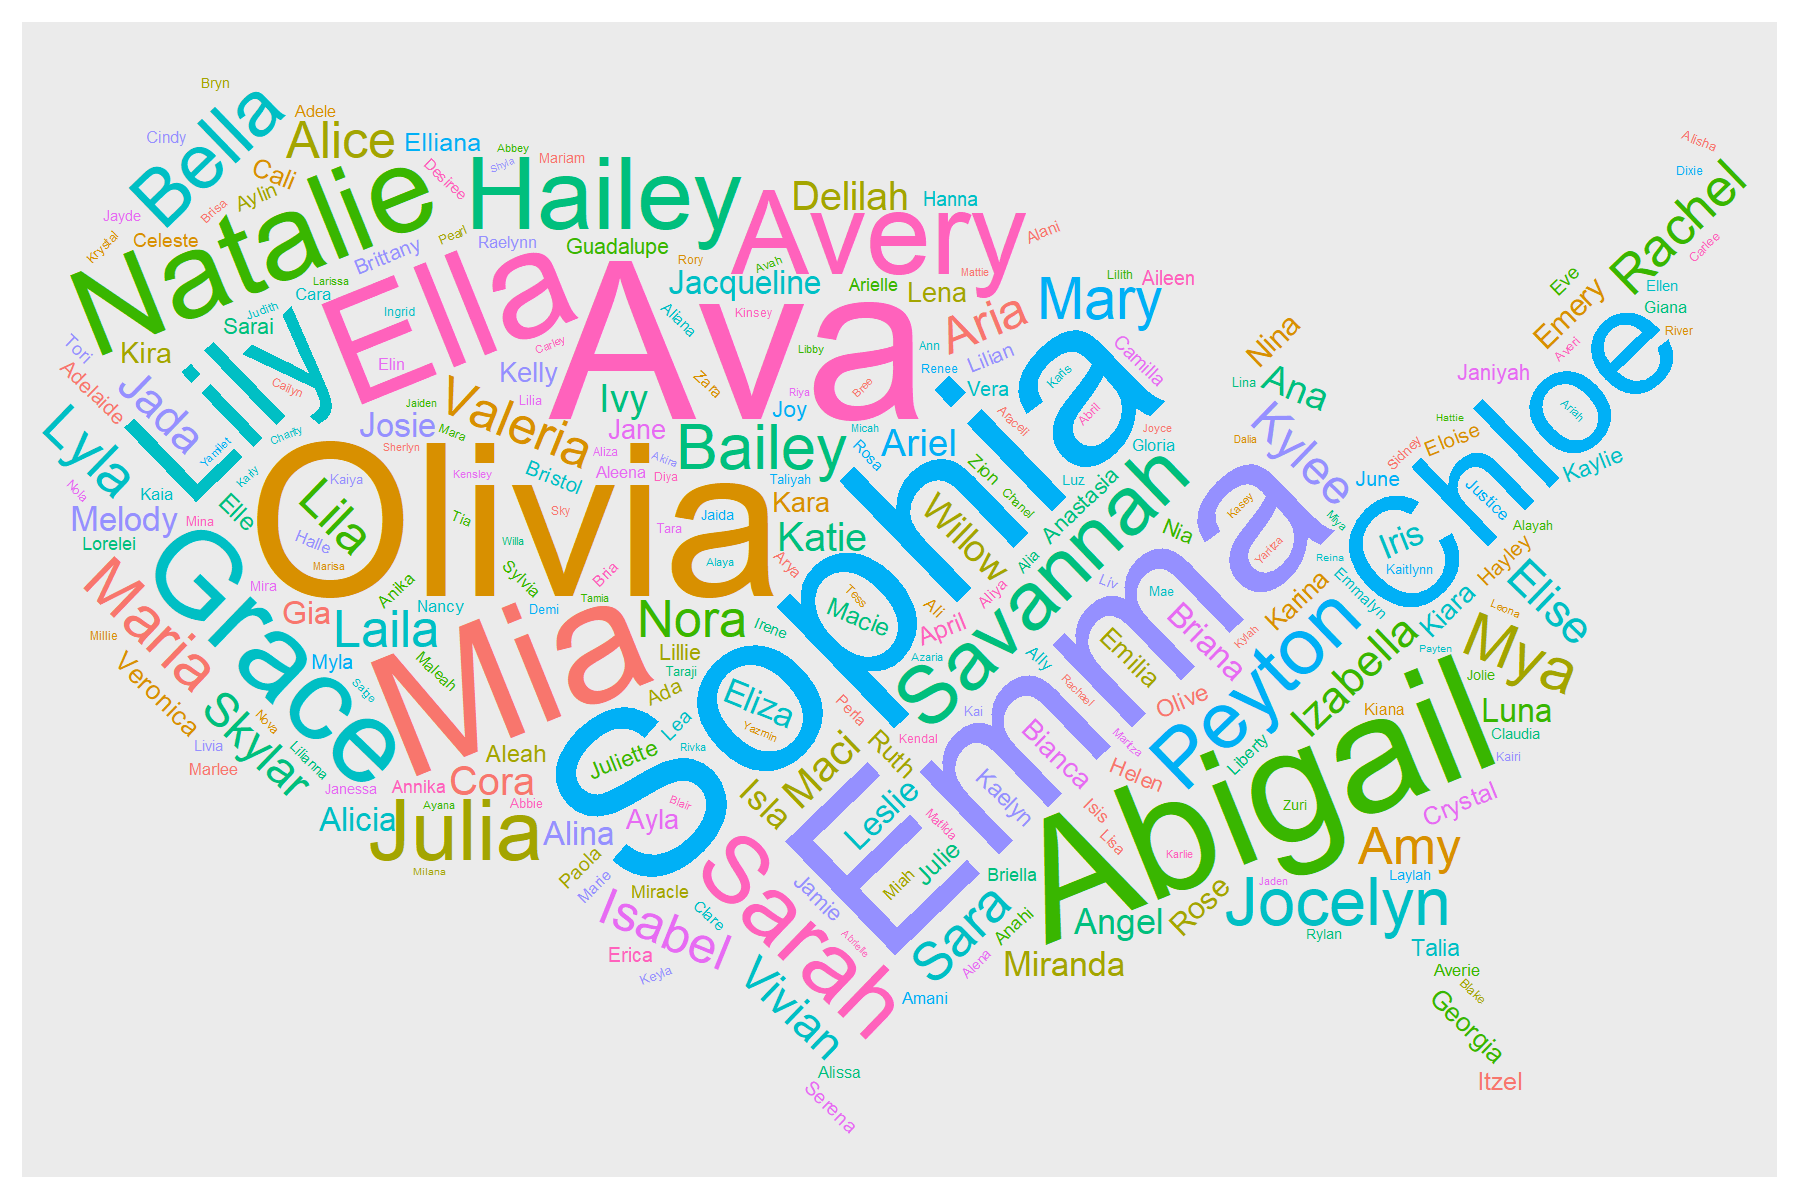 Bryn
Bella
Adele
Cindy
Alice
Elliana
Abbey
Shyla
Mariam
Desiree
Cali
Aylin
Brisa
Jayde
Krystal
Celeste
Natalie
Hailey
Brittany
Pearl
Raelynn
Guadalupe
Delilah
Hanna
Avery
Alani
Mattie
Rory
Avah
Jacqueline
Arielle
Lena
Kinsey
Aliana
Larissa
Cara
Judith
Sarai
Kira
Tori
Adelaide
Jada
Lily
Ella
Ingrid
Elin
Carley
Ava
Libby
Zara
Riya
Bree
Aria
Ann
Renee
Lilian
Mary
Lilith
Aileen
Camilla
Vera
Karis
Abril
Araceli
Joyce
Gloria
Alisha
Dixie
Rachel
Carlee
Eve
Ellen
Giana
Emery
River
Averi
Nina
Lina
Ana
Janiyah
Chloe
Ariah
Hattie
Eloise
Sidney
Kaylie
Justice
June
Kylee
Dalia
Kasey
Miya
Yaritza
Reina
Emmalyn
Iris
Kaitlynn
Alayah
Hayley
Elise
Leona
Kiara
Payten
Mya
Jolie
Lyla
Cailyn
Charity
Yamilet
Kaily
Elle
Nola
Kaia
Melody
Mina
Lorelei
Kelly
Lilia
Jaiden
Mara
Josie
Sherlyn
Valeria
Ivy
Jane
Joy
Micah
Aliza
Akira
Aleena
Diya
Bailey
Ariel
Rosa
Taliyah
Kensley
Bristol
Sky
Tia
Olivia
Lila
Kaiya
Halle
Marisa
Tara
Jaida
Kara
Katie
Alaya
Arya
Willa
Sylvia
Bria
Tamia
Demi
Anika
Nancy
Sophia
Tess
Macie
Willow
Zion
Chanel
Luz
Anastasia
Alia
Aliya
Savannah
Nia
Liv
Mae
Maria
Mira
Gia
Laila
Grace
Millie
Veronica
Myla
Maleah
Saige
Mia
Nora
Irene
Lillie
Taraji
Ada
Lea
Rivka
Eliza
Yazmin
Perla
Ali
April
Azaria
Emma
Ally
Emilia
Briana
Kylah
Karina
Rachael
Olive
Peyton
Izabella
Kiana
Luna
Claudia
Kairi
Liberty
Skylar
Nova
Lilianna
Livia
Marlee
Janessa
Annika
Aleah
Cora
Ayana
Abbie
Alicia
Julia
Milana
Alina
Ayla
Blair
Juliette
Isla
Maci
Ruth
Kendal
Kai
Bianca
Maritza
Helen
Kaelyn
Isis
Lisa
Leslie
Matilda
Julie
Miah
Abigail
Zuri
Karlie
Crystal
Amy
Laylah
Jaden
Jocelyn
Rylan
Rose
Angel
Briella
Anahi
Sara
Alena
Miranda
Amani
Paola
Marie
Miracle
Clare
Isabel
Erica
Keyla
Sarah
Jamie
Abrielle
Vivian
Alissa
Serena
Talia
Averie
Blake
Georgia
Itzel